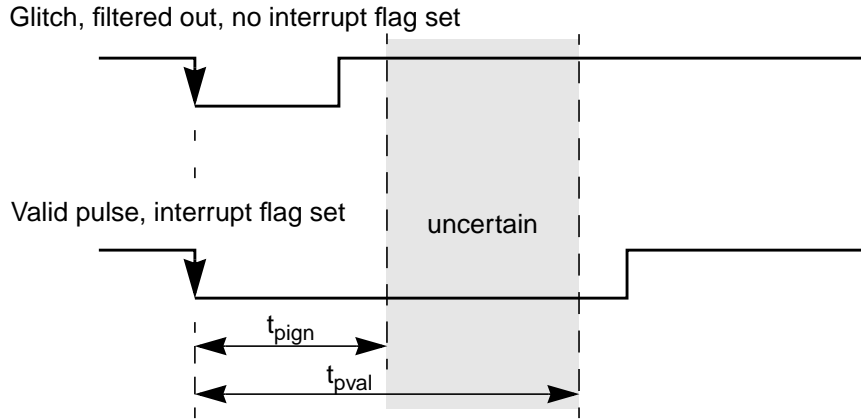 Glitch, filtered out, no interrupt flag set
Valid pulse, interrupt flag set
uncertain
tpign
tpval